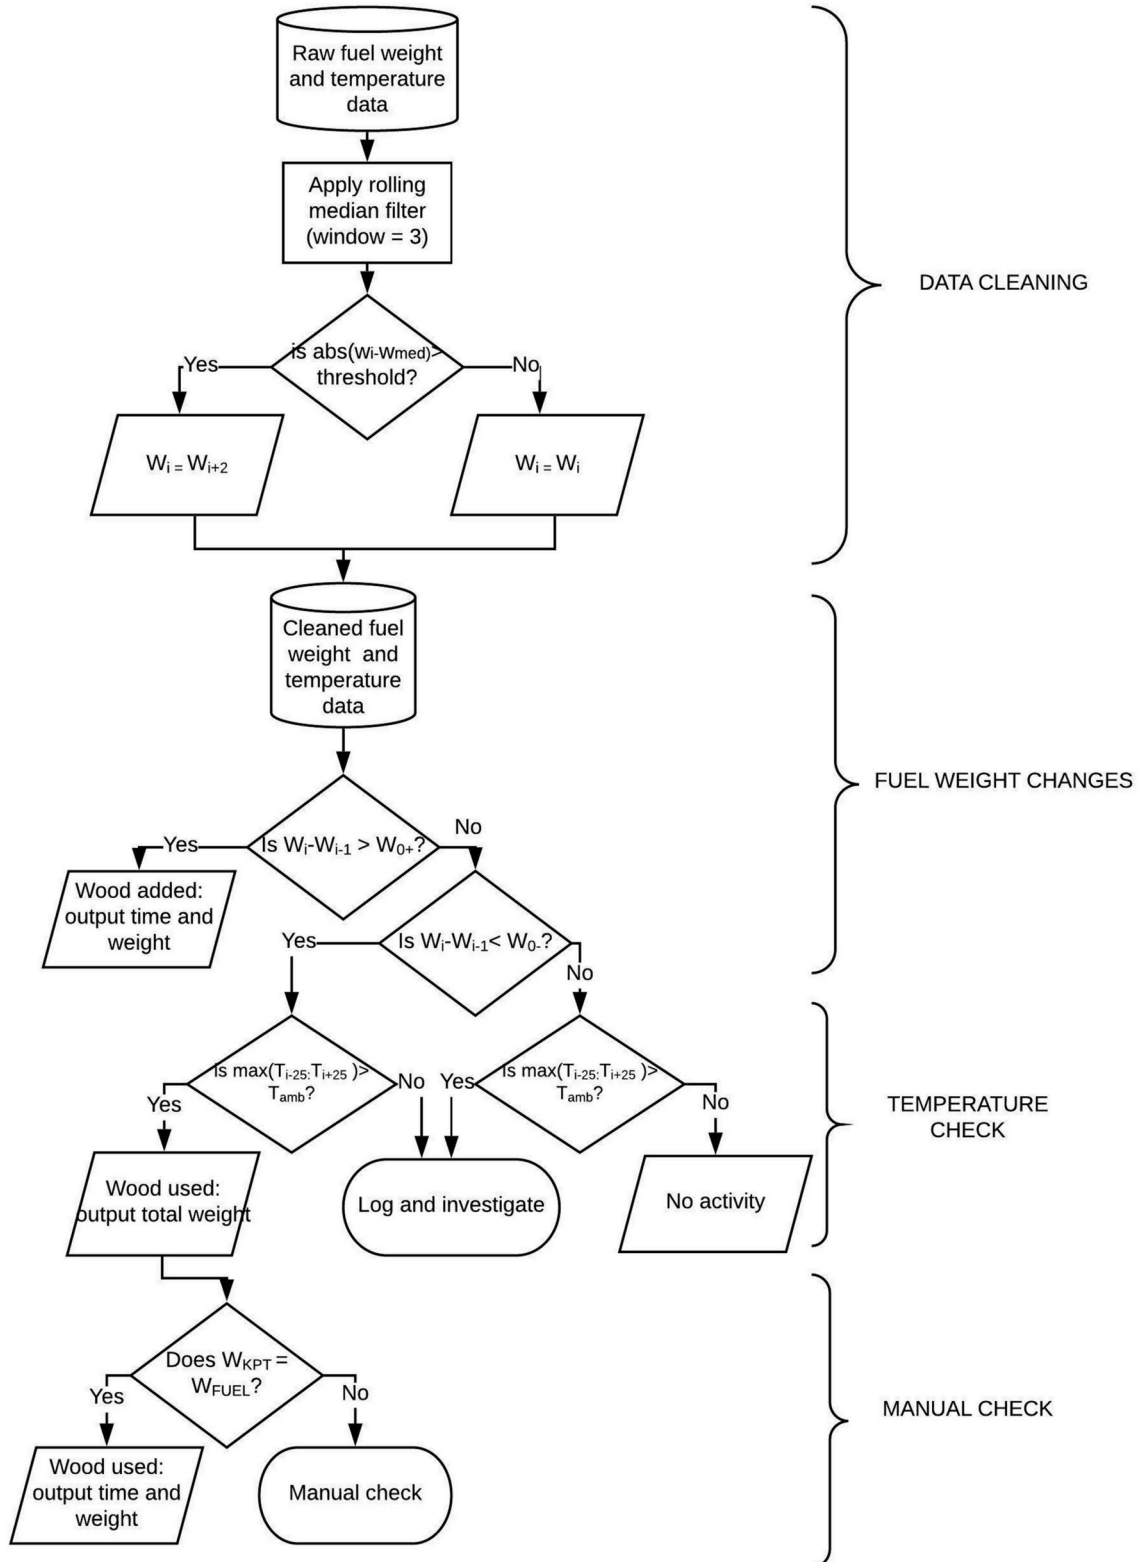 Raw fuel weight
and temperature
data
Apply rolling
median filter
(window = 3)
DATA CLEANING
is abs(Wi-Wmed)>
threshold?
Yes
No
Wi = Wi+2
Wi = Wi
Cleaned fuel
weight and
temperature
data
FUEL WEIGHT CHANGES
Is Wi-Wi-1 > W0+?
Yes
No
Wood added:
output time and
weight
Is Wi-Wi-1< W0-?
Yes
No
Is max(Ti-25:Ti+25 )>
Tamb?
Yes
No
Is max(Ti-25:Ti+25 )>
Tamb?
Yes
No
TEMPERATURE
CHECK
Wood used:
output total weight
Log and investigate
No activity
Does WKPT =
WFUEL?
Yes
No
MANUAL CHECK
Wood used:
output time and
weight
Manual check